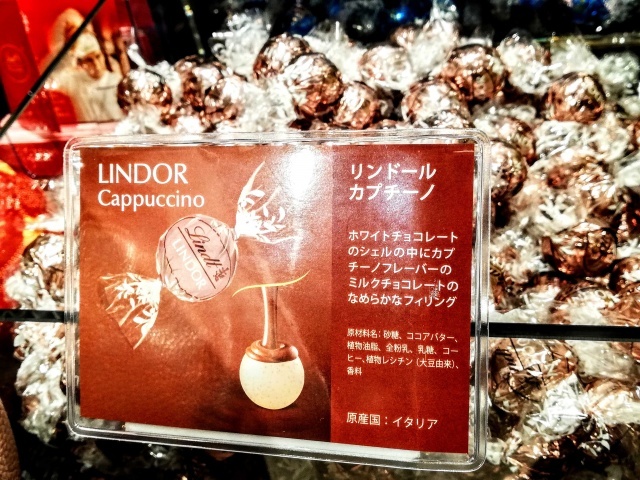 LINDOR
Cappuccino
Lindt
LINDOR
リンドール
カプチーノ
ホワイトチョコレート
のシェルの中にカプ
チーノフレーバーの
ミルクチョコレートの
なめらかなフィリング
原材料名：砂糖、ココアバター、
植物油脂、全粉乳、乳糖、コー
ヒー、植物レシチン（大豆由来）、
香料
原産国：イタリア